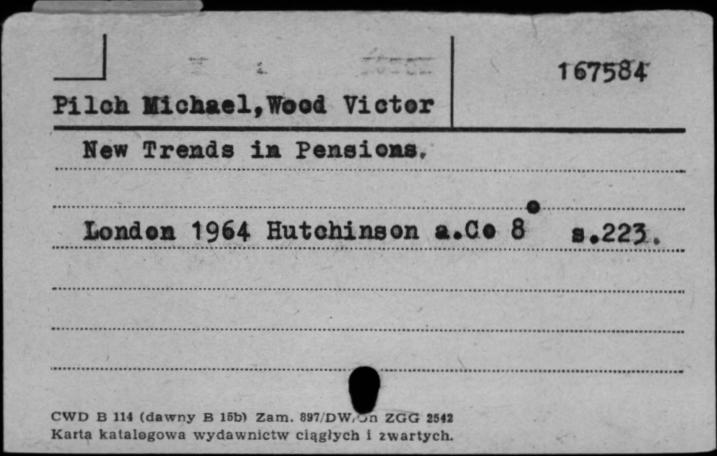 167584
Pilch Michael,Wood Victor
New Trends in Pensions.
London 1964 Hutchinson a.Co 8° s.223.
CWD B 114 (dawny B 15b) Zam. 897/DW/Jn ZGG 2542
Karta katalogowa wydawnictw ciągłych i zwartych.